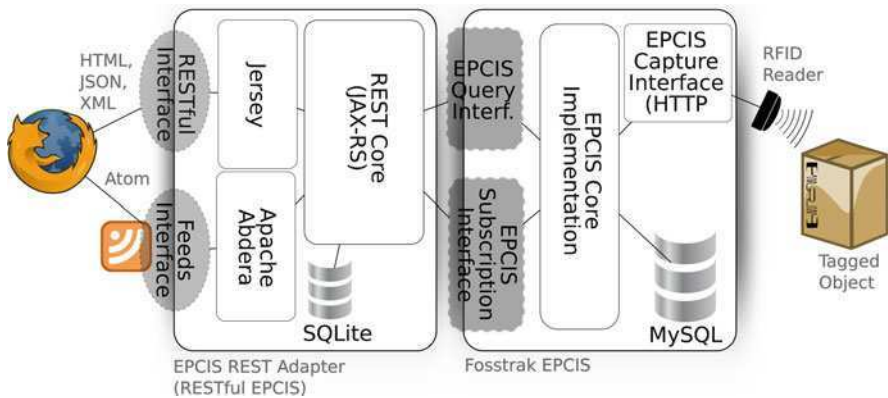 HTML,
JSON,
XML
Atom
RESTful
Interface
Feeds
Interface
Jersey
Apache
Abdera
REST Core
(JAX-RS)
SQLite
EPCIS REST Adapter
(RESTful EPCIS)
EPCIS
Query
Interf.
EPCIS
Subscription
Interface
EPCIS Core
Implementation
EPCIS
Capture
Interface
(HTTP
MySQL
Fosstrak EPCIS
RFID
Reader
Tagged
Object